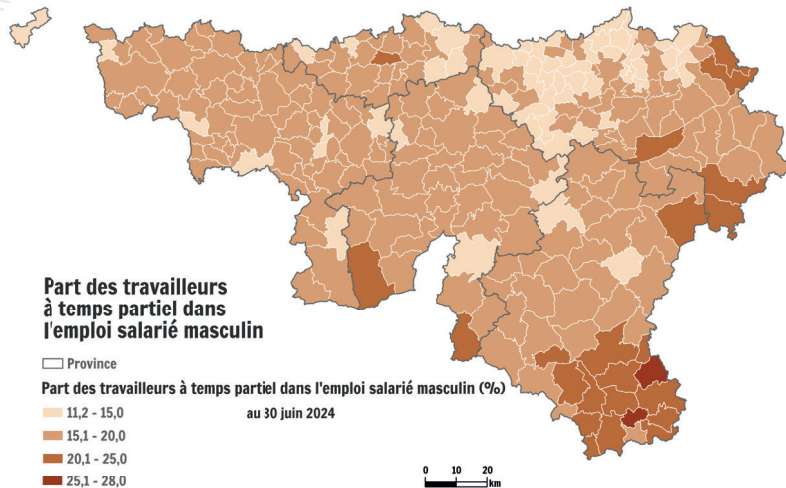 Part des travailleurs
à temps partiel dans
l'emploi salarié masculin
Province
Part des travailleurs à temps partiel dans l'emploi salarié masculin (%)
au 30 juin 2024
11,2 - 15,0
15,1 - 20,0
20,1 - 25,0
25,1 - 28,0
0 10 20
km